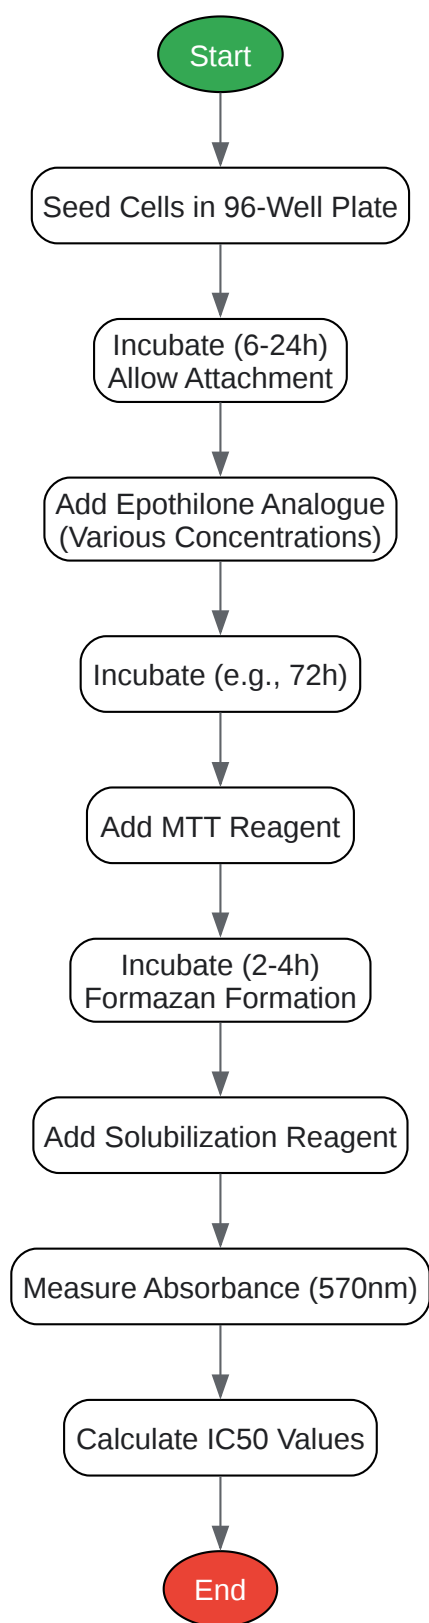 Start
Seed Cells in 96-Well Plate
Incubate (6-24h)
Allow Attachment
Add Epothilone Analogue
(Various Concentrations)
Incubate (e.g., 72h)
Add MTT Reagent
Incubate (2-4h)
Formazan Formation
Add Solubilization Reagent
Measure Absorbance (570nm)
Calculate IC50 Values
End